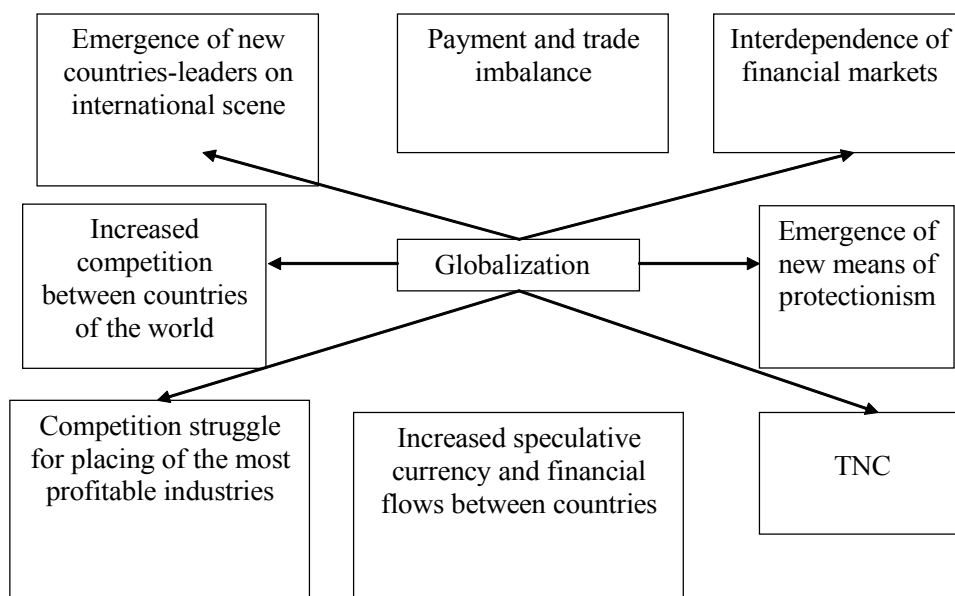 Emergence of new
countries-leaders on
international scene
Payment and trade
imbalance
Interdependence of
financial markets
Increased
competition
between countries
of the world
Globalization
Emergence of
new means of
protectionism
Competition struggle
for placing of the most
profitable industries
Increased speculative
currency and financial
flows between countries
TNC